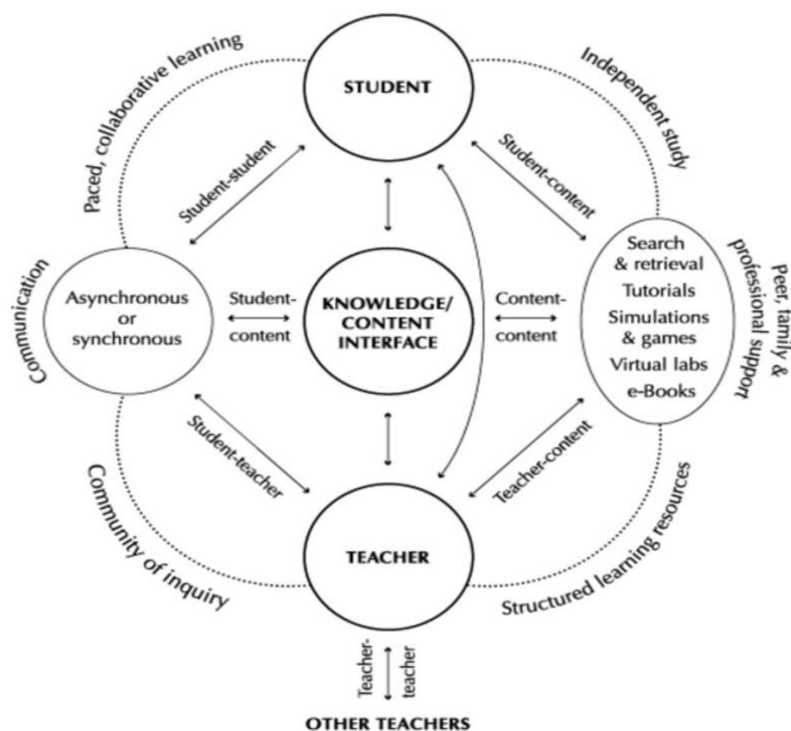 STUDENT
Paced, collaborative learning
Independent study
Student-student
Student-content
Communication
Asynchronous
or
synchronous
Student-
content
KNOWLEDGE/
CONTENT
INTERFACE
Content-
content
Search
& retrieval
Tutorials
Simulations
& games
Virtual labs
e-Books
Peer, family &
professional support
Student-teacher
Teacher-content
Community of inquiry
TEACHER
Structured learning resources
Teacher-
teacher
OTHER TEACHERS